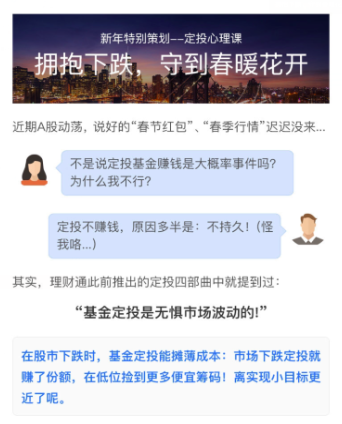 新年特别策划--定投心理课
拥抱下跌，守到春暖花开
近期A股动荡，说好的“春节红包”、“春季行情”迟迟没来...
不是说定投基金赚钱是大概率事件吗？
为什么我不行？
定投不赚钱，原因多半是：不持久！（怪
我咯...）
其实，理财通此前推出的定投四部曲中就提到过：
“基金定投是无惧市场波动的！”
在股市下跌时，基金定投能摊薄成本：市场下跌定投就
赚了份额，在低位捡到更多便宜筹码！离实现小目标更
近了呢。